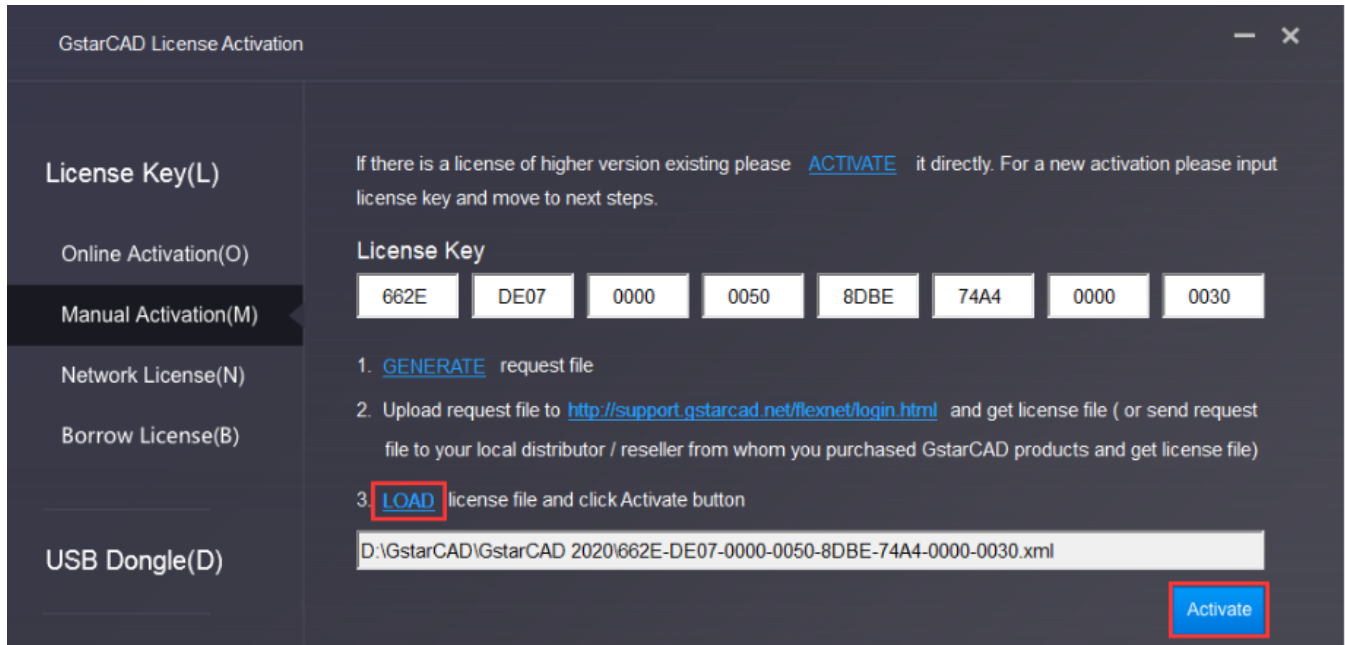 GstarCAD License Activation
License Key(L)
Online Activation(O)
Manual Activation(M)
Network License(N)
Borrow License(B)
USB Dongle(D)
If there is a license of higher version existing please ACTIVATE it directly. For a new activation please input
license key and move to next steps.
License Key
662E DE07 0000 0050 8DBE 74A4 0000 0030
1. GENERATE request file
2. Upload request file to http://support.gstarcad.net/flexnet/login.html and get license file ( or send request
file to your local distributor / reseller from whom you purchased GstarCAD products and get license file)
3. LOAD license file and click Activate button
D:\GstarCAD\GstarCAD 2020\662E-DE07-0000-0050-8DBE-74A4-0000-0030.xml
Activate